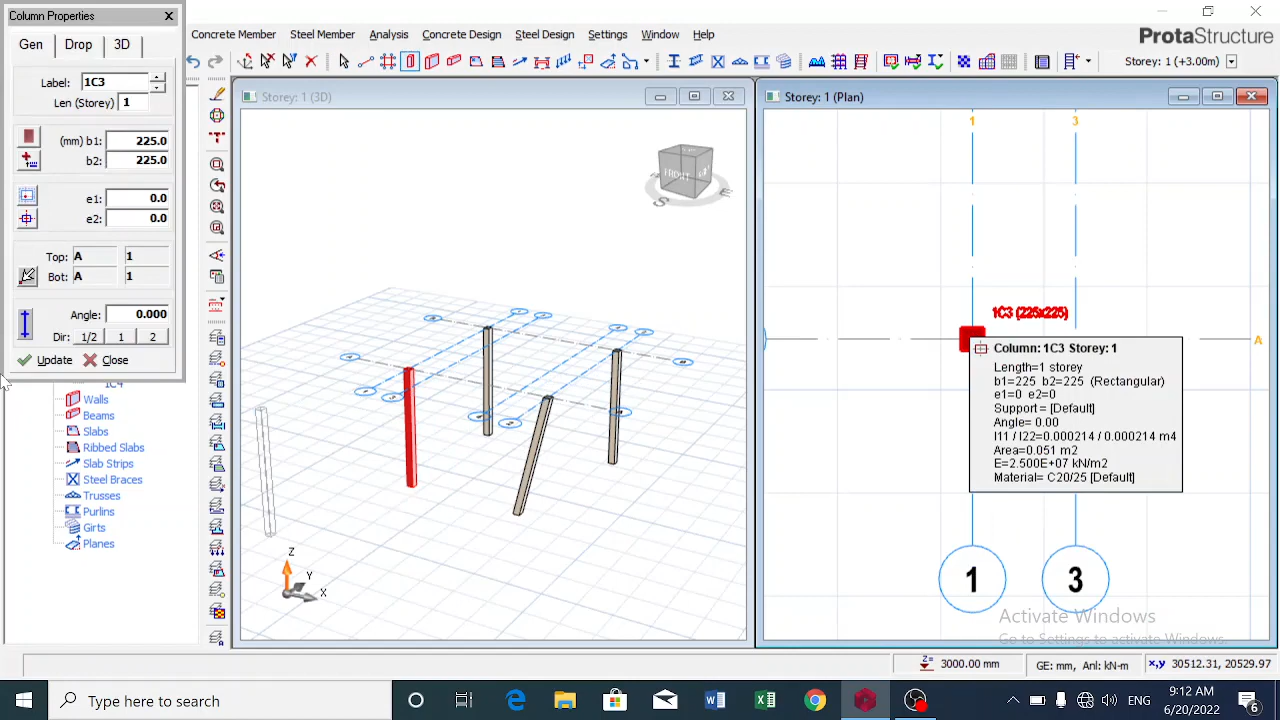 Column Properties
Concrete Member Steel Member Analysis Concrete Design Steel Design Settings Window Help
ProtaStructure
Gen Drop 3D
Storey: 1 (+3.00m)
Label: 1C3
Len (Storey) 1
(mm) b1: 225.0
b2: 225.0
e1: 0.0
e2: 0.0
Top: A 1
Bot: A 1
Angle: 0.000
Dir: 1/2 1 2
Update Close
1C4
Walls
Beams
Slabs
Ribbed Slabs
Slab Strips
Steel Braces
Trusses
Purlins
Girts
Planes
Storey: 1 (3D)
FRONT
S
E
Z
Y
X
Storey: 1 (Plan)
1 3
1C3 (225x225)
A
Column: 1C3 Storey: 1
Length=1 storey
b1=225 b2=225 (Rectangular)
e1=0 e2=0
Support= [Default]
Angle= 0.00
I11 / I22=0.000214 / 0.000214 m4
Area=0.051 m2
E=2.500E+07 kN/m2
Material= C20/25 [Default]
1 3
Activate Windows
Go to Settings to activate Windows.
Z= 3000.00 mm GE: mm, Anl: kN-m x,y 30512.31, 20529.97
Type here to search
ENG
9:12 AM
6/20/2022
6